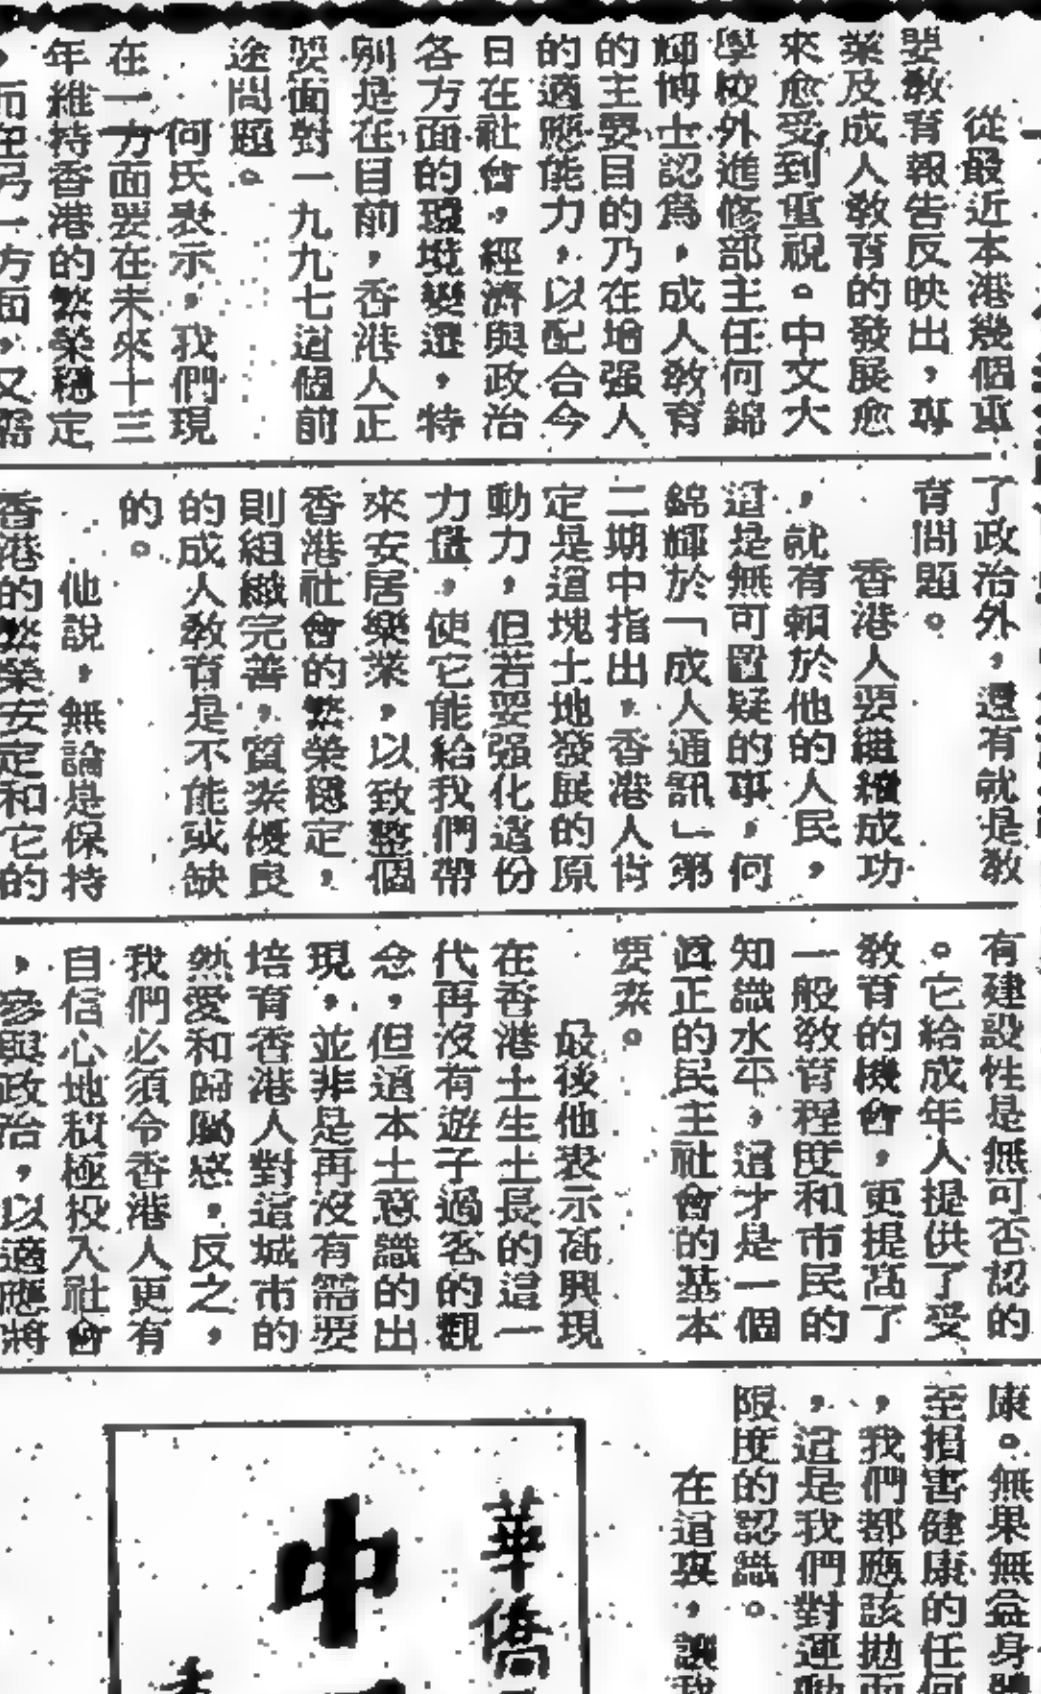 從最近本港幾個重
要教育報告反映出，專
業及成人教育的發展愈
來愈受到重視。中文大
學校外進修部主任何錦
輝博士認爲，成人教育
的主要目的乃在增强人
的適應能力，以配合今
日在社會，經濟與政治
各方面的環境變遷，特
別是在目前，香港人正
要面對一九九七這個前
途問題。
何氏表示，我們現
在一方面要在未來十三
年維持香港的繁榮穩定
，而在另一方面，又需
了政治外，還有就是教
育問題。
香港人要繼續成功
，就有賴於他的人民，
這是無可置疑的事，何
錦輝於「成人通訊」第
二期中指出，香港人肯
定是這塊土地發展的原
動力，但若要强化這份
力量，使它能給我們帶
來安居樂業，以致整個
香港社會的繁榮穩定，
則組織完善，質素優良
的成人教育是不能或缺
的。
他說，無論是保持
香港的繁榮安定和它的
有建設性是無可否認的
。它給成年人提供了受
教育的機會，更提高了
一般教育程度和市民的
知識水平，這才是一個
眞正的民主社會的基本
要素。
最後他表示高興現
在香港土生土長的這一
代再沒有遊子過客的觀
念，但這本土意識的出
現，並非是再沒有需要
培育香港人對這城市的
熱愛和歸屬感，反之，
我們必須令香港人更有
自信心地積極投入社會
，參與政治，以適應將
康。無果無益身體
至損害健康的任何
，我們都應該拋而
，這是我們對運動
限度的認識。
在這裏，讓我
華僑
中